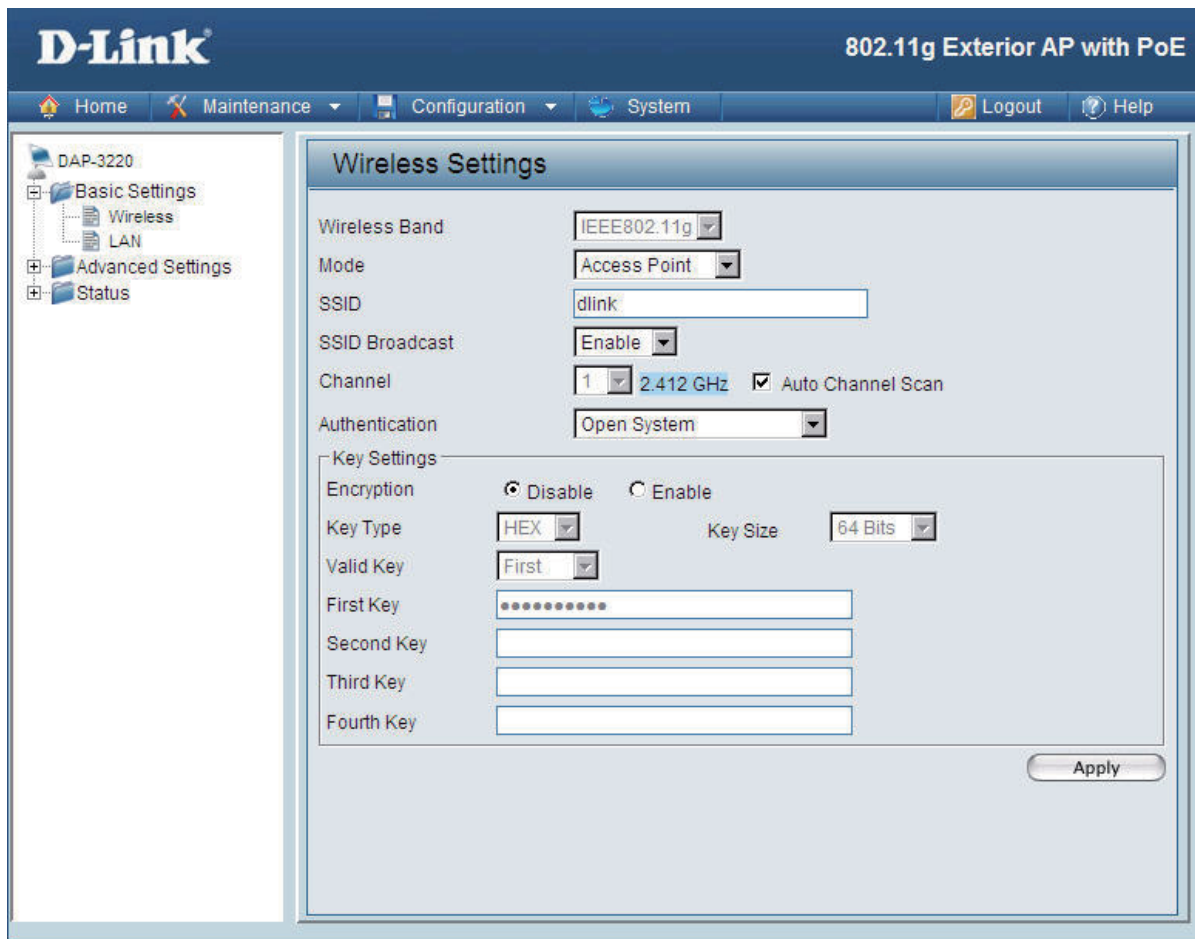 D-Link
802.11g Exterior AP with PoE
Home Maintenance Configuration System Logout Help
DAP-3220
Basic Settings
Wireless
LAN
Advanced Settings
Status
Wireless Settings
Wireless Band IEEE802.11g
Mode Access Point
SSID dlink
SSID Broadcast Enable
Channel 1 2.412 GHz Auto Channel Scan
Authentication Open System
Key Settings
Encryption Disable Enable
Key Type HEX Key Size 64 Bits
Valid Key First
First Key ●●●●●●●●●●
Second Key
Third Key
Fourth Key
Apply